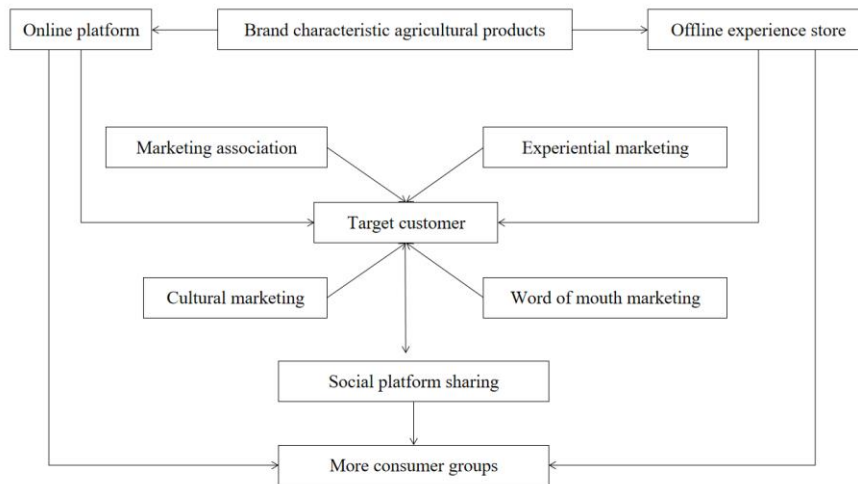 Online platform
Brand characteristic agricultural products
Offline experience store
Marketing association
Experiential marketing
Target customer
Cultural marketing
Word of mouth marketing
Social platform sharing
More consumer groups